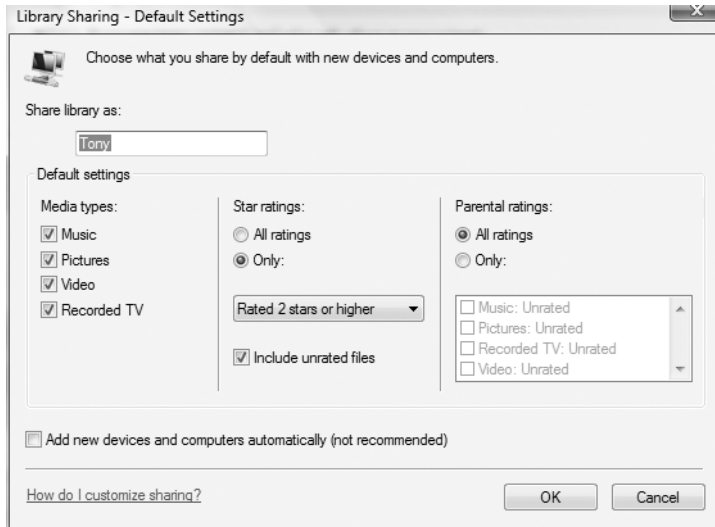 Library Sharing - Default Settings
Choose what you share by default with new devices and computers.
Share library as:
Tony
Default settings
Media types:
Music
Pictures
Video
Recorded TV
Star ratings:
All ratings
Only:
Rated 2 stars or higher
Include unrated files
Parental ratings:
All ratings
Only:
Music: Unrated
Pictures: Unrated
Recorded TV: Unrated
Video: Unrated
Add new devices and computers automatically (not recommended)
How do I customize sharing?
OK
Cancel